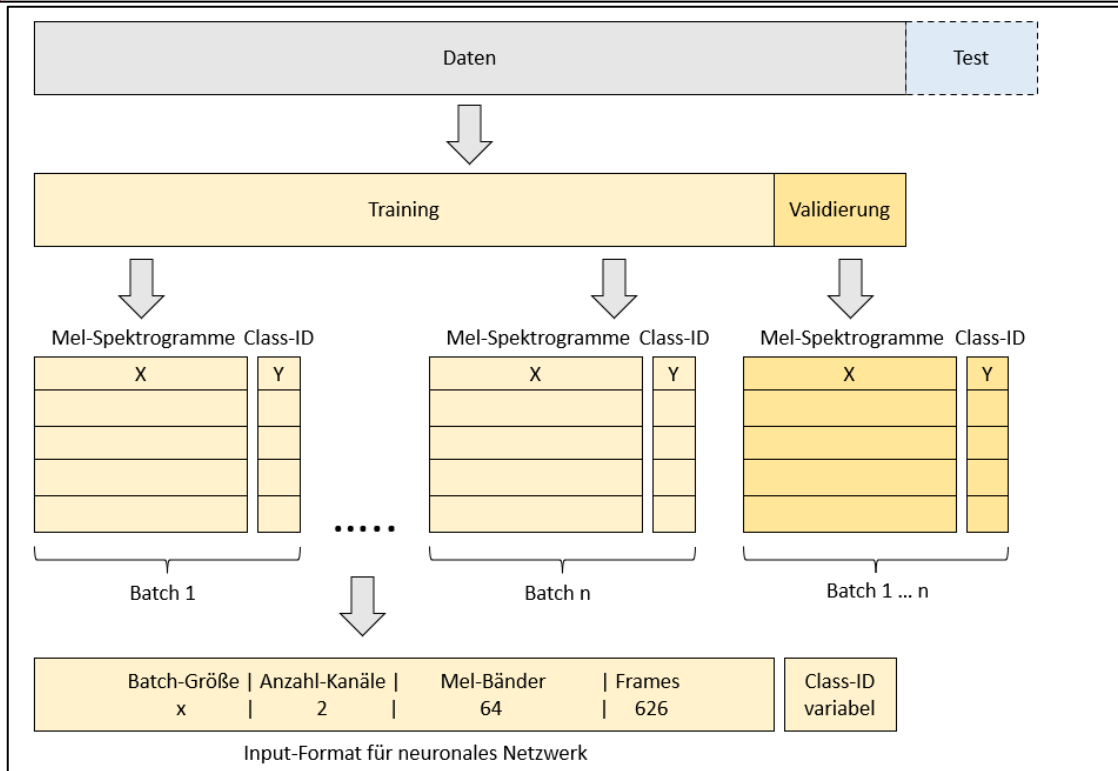 Daten Test
Training Validierung
Mel-Spektrogramme Class-ID Mel-Spektrogramme Class-ID Mel-Spektrogramme Class-ID
X Y X Y X Y
.....
Batch 1 Batch n Batch 1 ... n
Batch-Größe | Anzahl-Kanäle | Mel-Bänder | Frames Class-ID
x | 2 | 64 | 626 variabel
Input-Format für neuronales Netzwerk